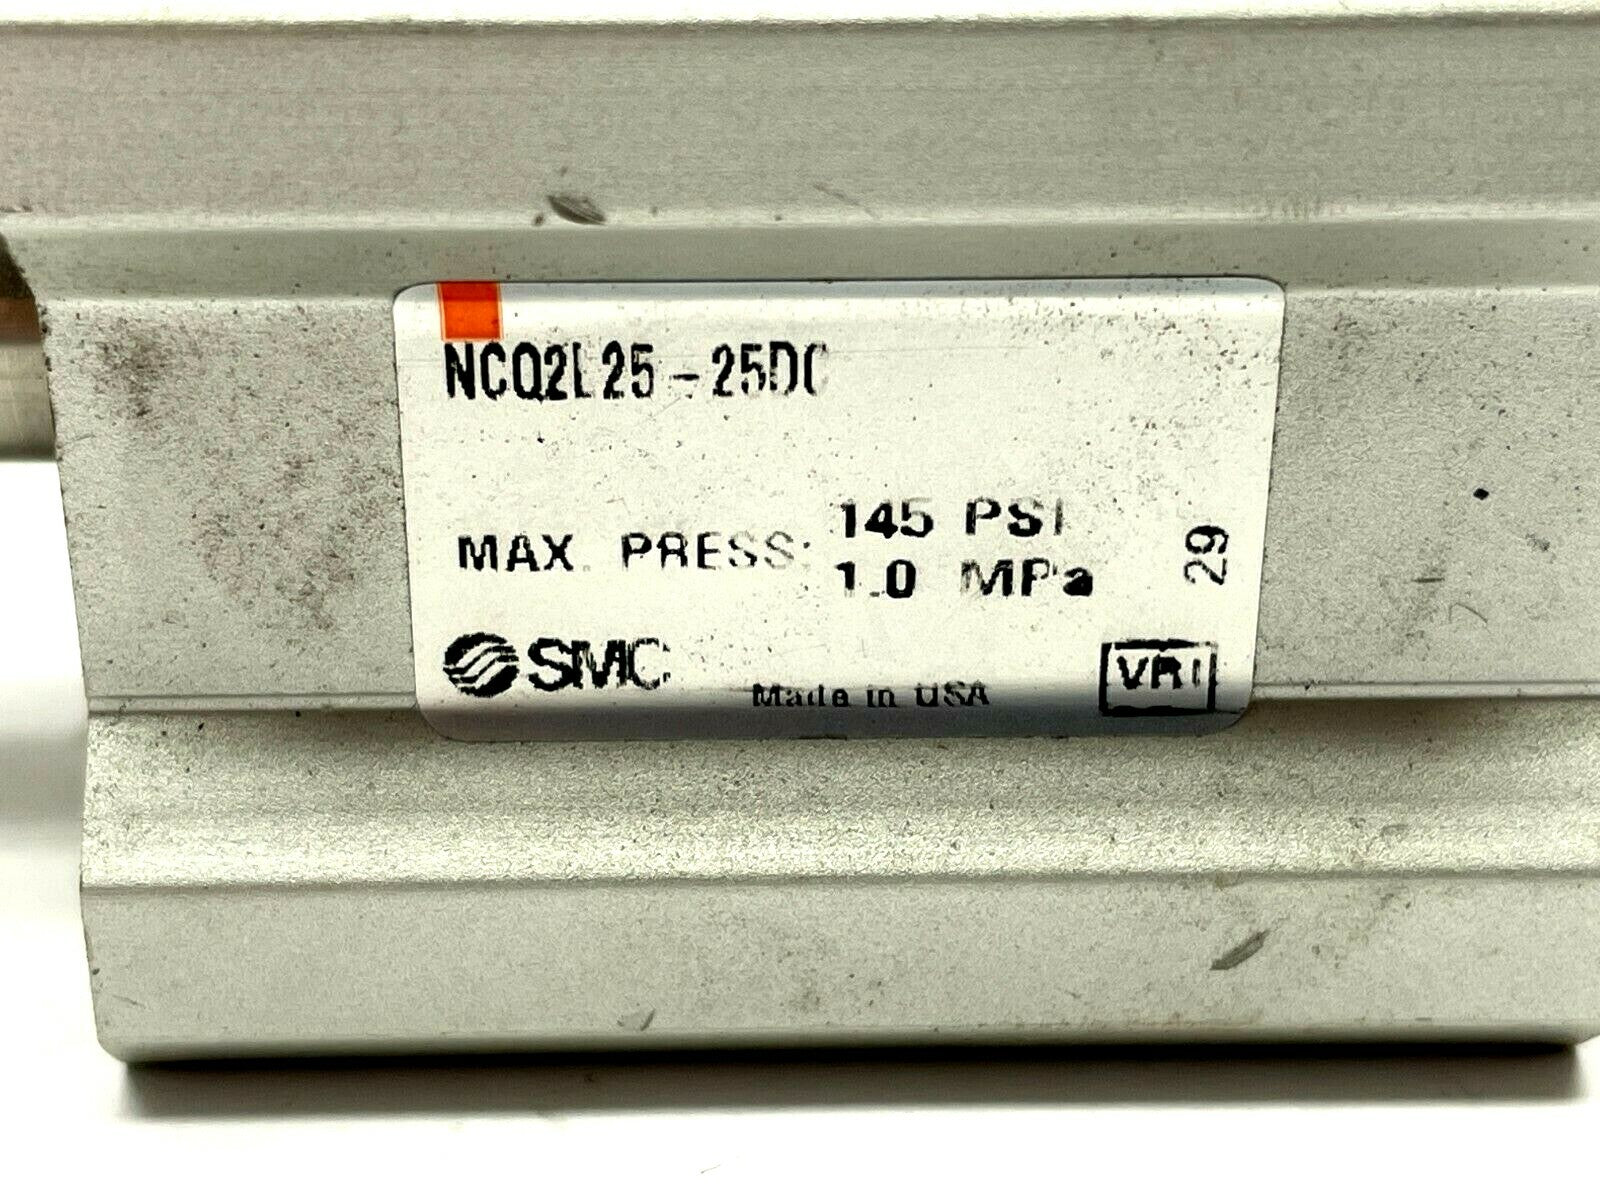 NCQ2L25-25DC
MAX. PRESS: 145 PSI
1.0 MPa
29
SMC
Made in USA
VRI